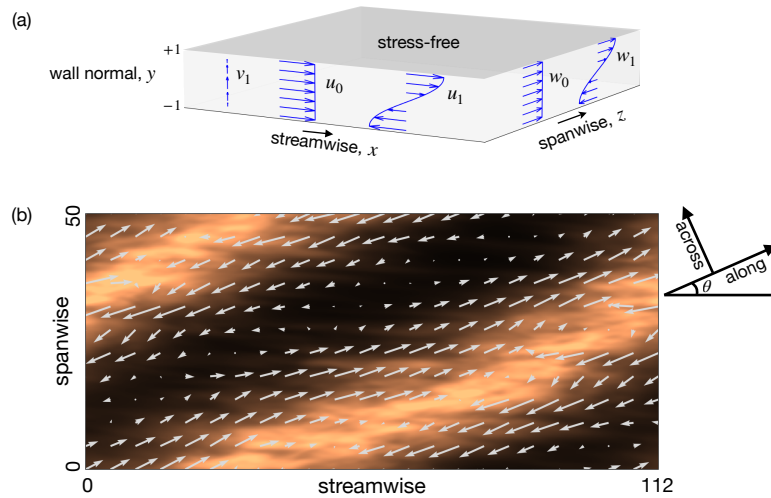 (a)
stress-free
+1
wall normal, y
−1
v1
u0
u1
w0
w1
streamwise, x
spanwise, z
(b)
50
spanwise
0
0
streamwise
112
across
along
θ